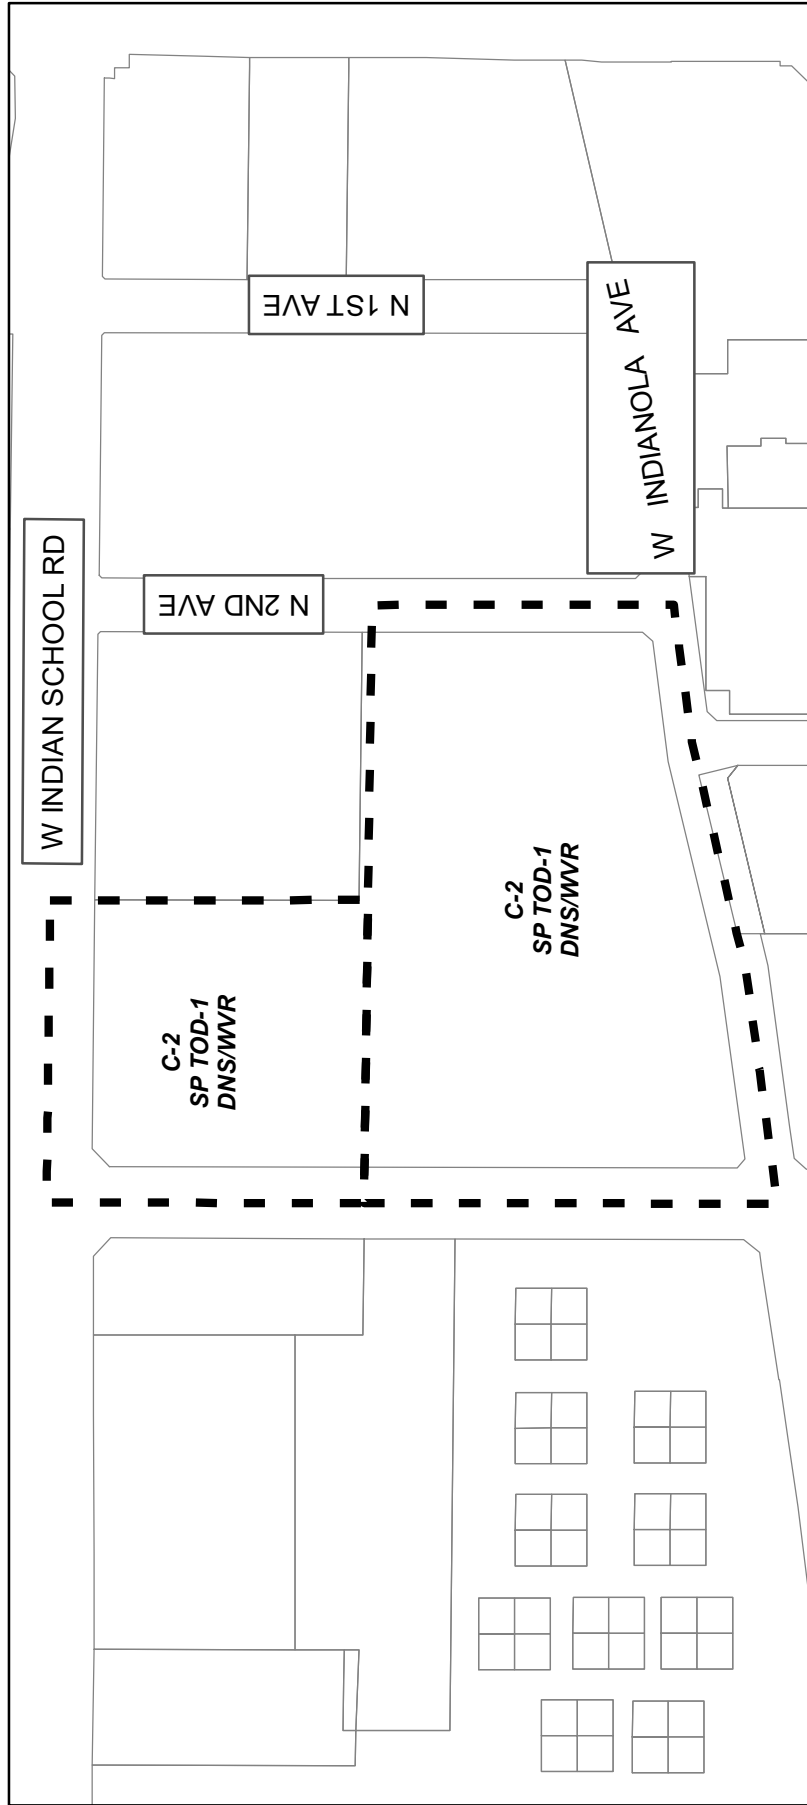 W INDIAN SCHOOL RD
N 2ND AVE
N 1ST AVE
W INDIANOLA AVE
C-2
SP TOD-1
DNS/WVR
C-2
SP TOD-1
DNS/WVR